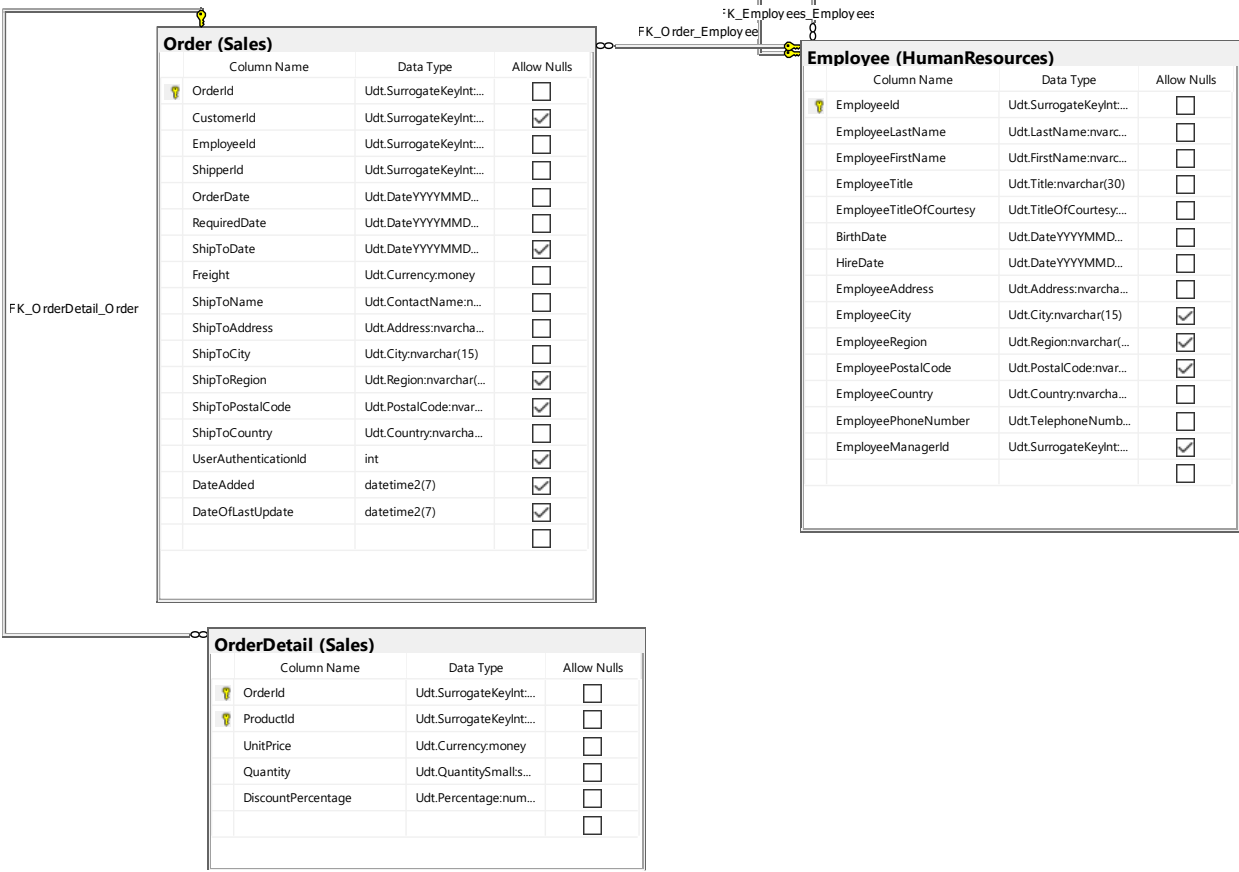 FK_Employees_Employees
FK_Order_Employee
Order (Sales)
Column Name Data Type Allow Nulls
OrderId Udt.SurrogateKeyInt:...
CustomerId Udt.SurrogateKeyInt:...
EmployeeId Udt.SurrogateKeyInt:...
ShipperId Udt.SurrogateKeyInt:...
OrderDate Udt.DateYYYYMMD...
RequiredDate Udt.DateYYYYMMD...
ShipToDate Udt.DateYYYYMMD...
Freight Udt.Currency:money
ShipToName Udt.ContactName:n...
ShipToAddress Udt.Address:nvarcha...
ShipToCity Udt.City:nvarchar(15)
ShipToRegion Udt.Region:nvarchar(...
ShipToPostalCode Udt.PostalCode:nvar...
ShipToCountry Udt.Country:nvarcha...
UserAuthenticationId int
DateAdded datetime2(7)
DateOfLastUpdate datetime2(7)
Employee (HumanResources)
Column Name Data Type Allow Nulls
EmployeeId Udt.SurrogateKeyInt:...
EmployeeLastName Udt.LastName:nvarc...
EmployeeFirstName Udt.FirstName:nvarc...
EmployeeTitle Udt.Title:nvarchar(30)
EmployeeTitleOfCourtesy Udt.TitleOfCourtesy:...
BirthDate Udt.DateYYYYMMD...
HireDate Udt.DateYYYYMMD...
EmployeeAddress Udt.Address:nvarcha...
EmployeeCity Udt.City:nvarchar(15)
EmployeeRegion Udt.Region:nvarchar(...
EmployeePostalCode Udt.PostalCode:nvar...
EmployeeCountry Udt.Country:nvarcha...
EmployeePhoneNumber Udt.TelephoneNumb...
EmployeeManagerId Udt.SurrogateKeyInt:...
FK_OrderDetail_Order
OrderDetail (Sales)
Column Name Data Type Allow Nulls
OrderId Udt.SurrogateKeyInt:...
ProductId Udt.SurrogateKeyInt:...
UnitPrice Udt.Currency:money
Quantity Udt.QuantitySmall:s...
DiscountPercentage Udt.Percentage:num...